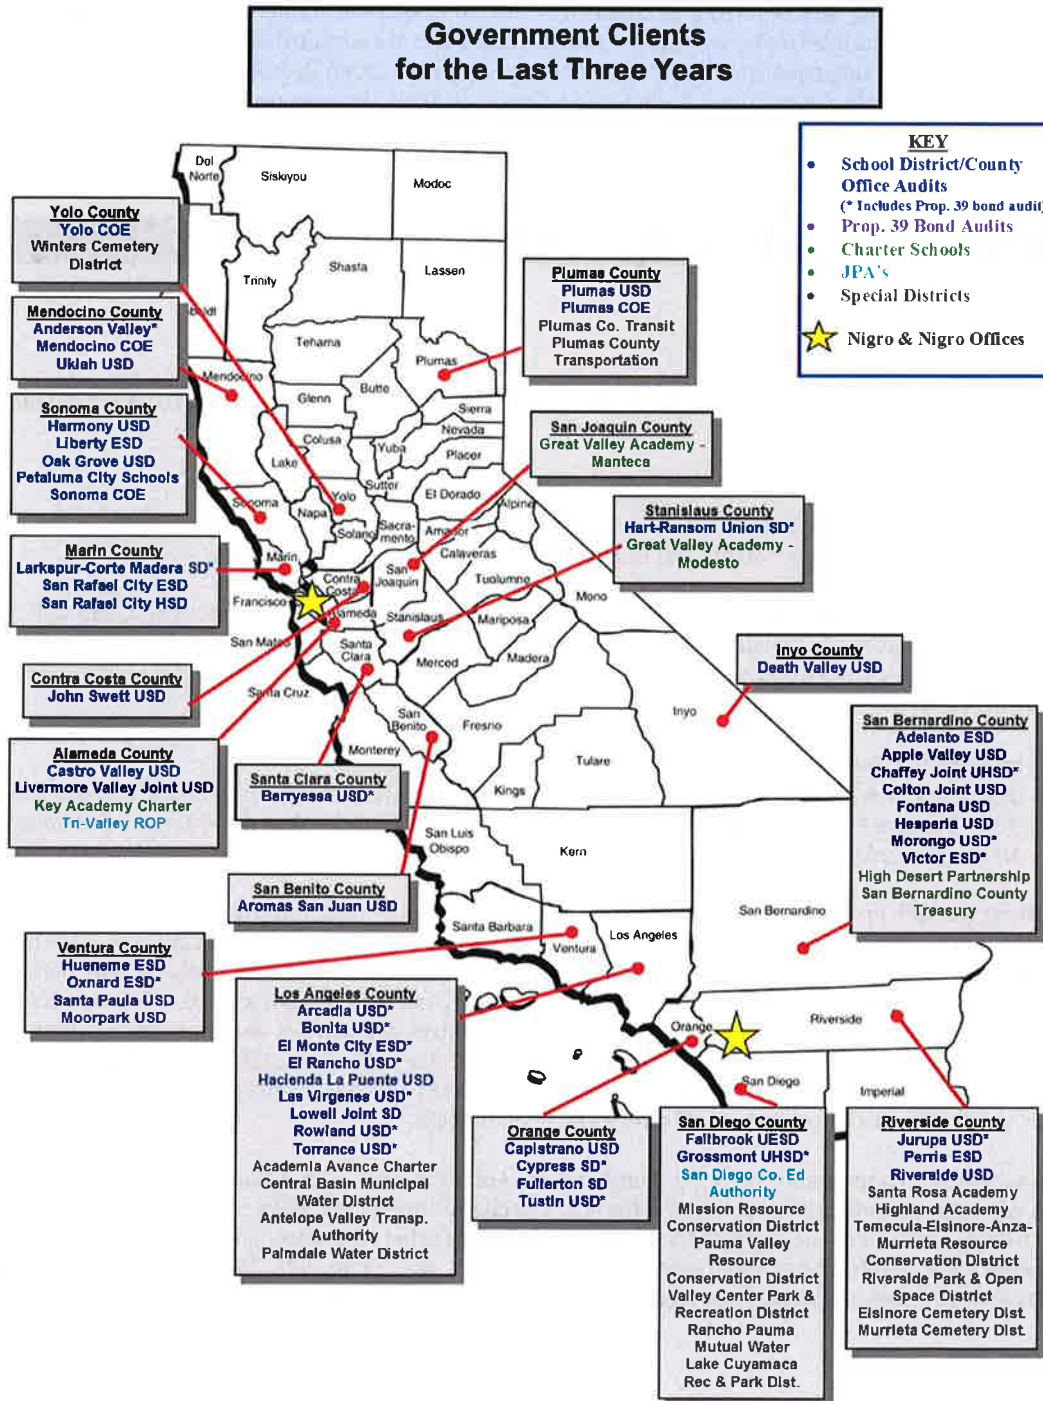 Government Clients
for the Last Three Years
KEY
School District/County
Office Audits
(* Includes Prop. 39 bond audit)
Prop. 39 Bond Audits
Charter Schools
JPA's
Special Districts
Nigro & Nigro Offices
Yolo County
Yolo COE
Winters Cemetery
District
Mendocino County
Anderson Valley*
Mendocino COE
Ukiah USD
Sonoma County
Harmony USD
Liberty ESD
Oak Grove USD
Petaluma City Schools
Sonoma COE
Marin County
Larkspur-Corte Madera SD*
San Rafael City ESD
San Rafael City HSD
Contra Costa County
John Swett USD
Alameda County
Castro Valley USD
Livermore Valley Joint USD
Key Academy Charter
Tri-Valley ROP
Plumas County
Plumas USD
Plumas COE
Plumas Co. Transit
Plumas County
Transportation
San Joaquin County
Great Valley Academy -
Manteca
Stanislaus County
Hart-Ransom Union SD*
Great Valley Academy -
Modesto
Inyo County
Death Valley USD
Santa Clara County
Berryessa USD*
San Benito County
Aromas San Juan USD
San Bernardino County
Adelanto ESD
Apple Valley USD
Chaffey Joint UHSD*
Colton Joint USD
Fontana USD
Hesperia USD
Morongo USD*
Victor ESD*
High Desert Partnership
San Bernardino County
Treasury
Ventura County
Hueneme ESD
Oxnard ESD*
Santa Paula USD
Moorpark USD
Los Angeles County
Arcadia USD*
Bonita USD*
El Monte City ESD*
El Rancho USD*
Hacienda La Puente USD
Las Virgenes USD*
Lowell Joint SD
Rowland USD*
Torrance USD*
Academia Avance Charter
Central Basin Municipal
Water District
Antelope Valley Transp.
Authority
Palmdale Water District
Orange County
Capistrano USD
Cypress SD*
Fullerton SD
Tustin USD*
San Diego County
Fallbrook UESD
Grossmont UHSD*
San Diego Co. Ed
Authority
Mission Resource
Conservation District
Pauma Valley
Resource
Conservation District
Valley Center Park &
Recreation District
Rancho Pauma
Mutual Water
Lake Cuyamaca
Rec & Park Dist.
Riverside County
Jurupa USD*
Perris ESD
Riverside USD
Santa Rosa Academy
Highland Academy
Temecula-Elsinore-Anza-
Murrieta Resource
Conservation District
Riverside Park & Open
Space District
Elsinore Cemetery Dist.
Murrieta Cemetery Dist.
Del
Norte
Siskiyou
Modoc
Trinity
Shasta
Lassen
Tehama
Plumas
Mendocino
Glenn
Butte
Sierra
Nevada
Placer
Colusa
Yuba
Lake
Sutter
Yolo
El Dorado
Alpine
Sonoma
Napa
Solano
Sacra-
mento
Amador
Calaveras
Marin
Contra
Costa
San
Joaquin
Tuolumne
Mono
Francisco
Alameda
Stanislaus
Mariposa
San Mateo
Santa
Clara
Merced
Madera
Santa Cruz
San
Benito
Fresno
Inyo
Monterey
Tulare
Kings
San Luis
Obispo
Kern
San Bernardino
Santa Barbara
Ventura
Los Angeles
Orange
Riverside
San Diego
Imperial